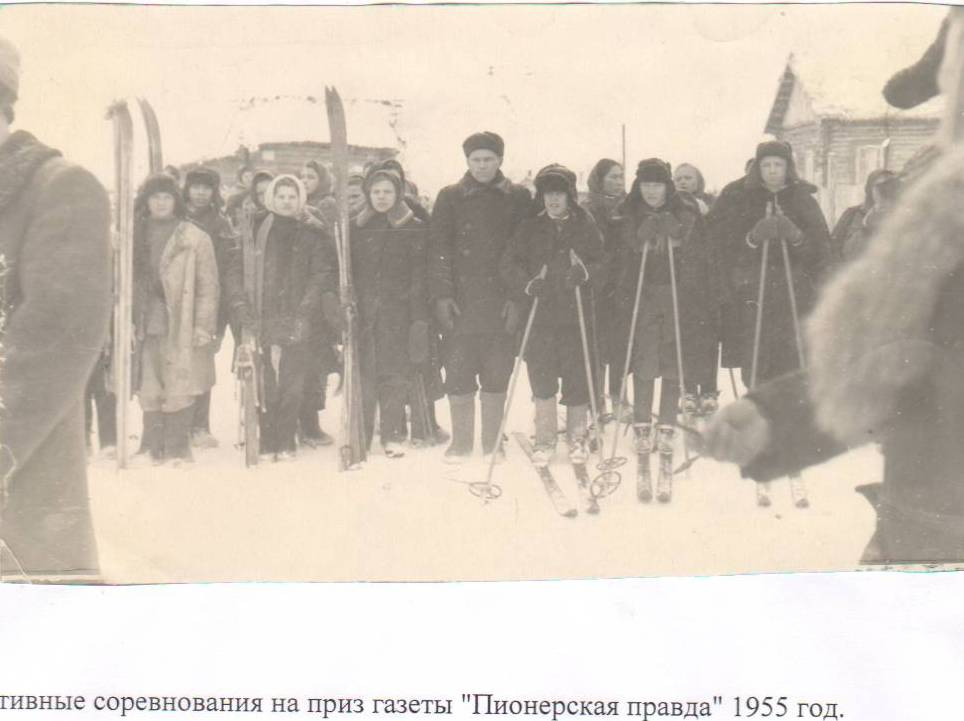 тивные соревнования на приз газеты "Пионерская правда" 1955 год.